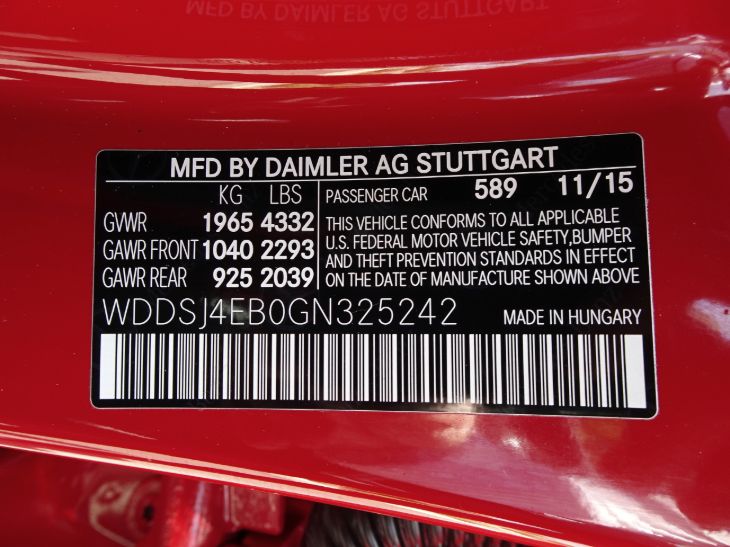 MFD BY DAIMLER AG STUTTGART
KG LBS
GVWR 1965 4332
GAWR FRONT 1040 2293
GAWR REAR 925 2039
PASSENGER CAR 589 11/15
THIS VEHICLE CONFORMS TO ALL APPLICABLE
U.S. FEDERAL MOTOR VEHICLE SAFETY,BUMPER
AND THEFT PREVENTION STANDARDS IN EFFECT
ON THE DATE OF MANUFACTURE SHOWN ABOVE
WDDSJ4EB0GN325242 MADE IN HUNGARY